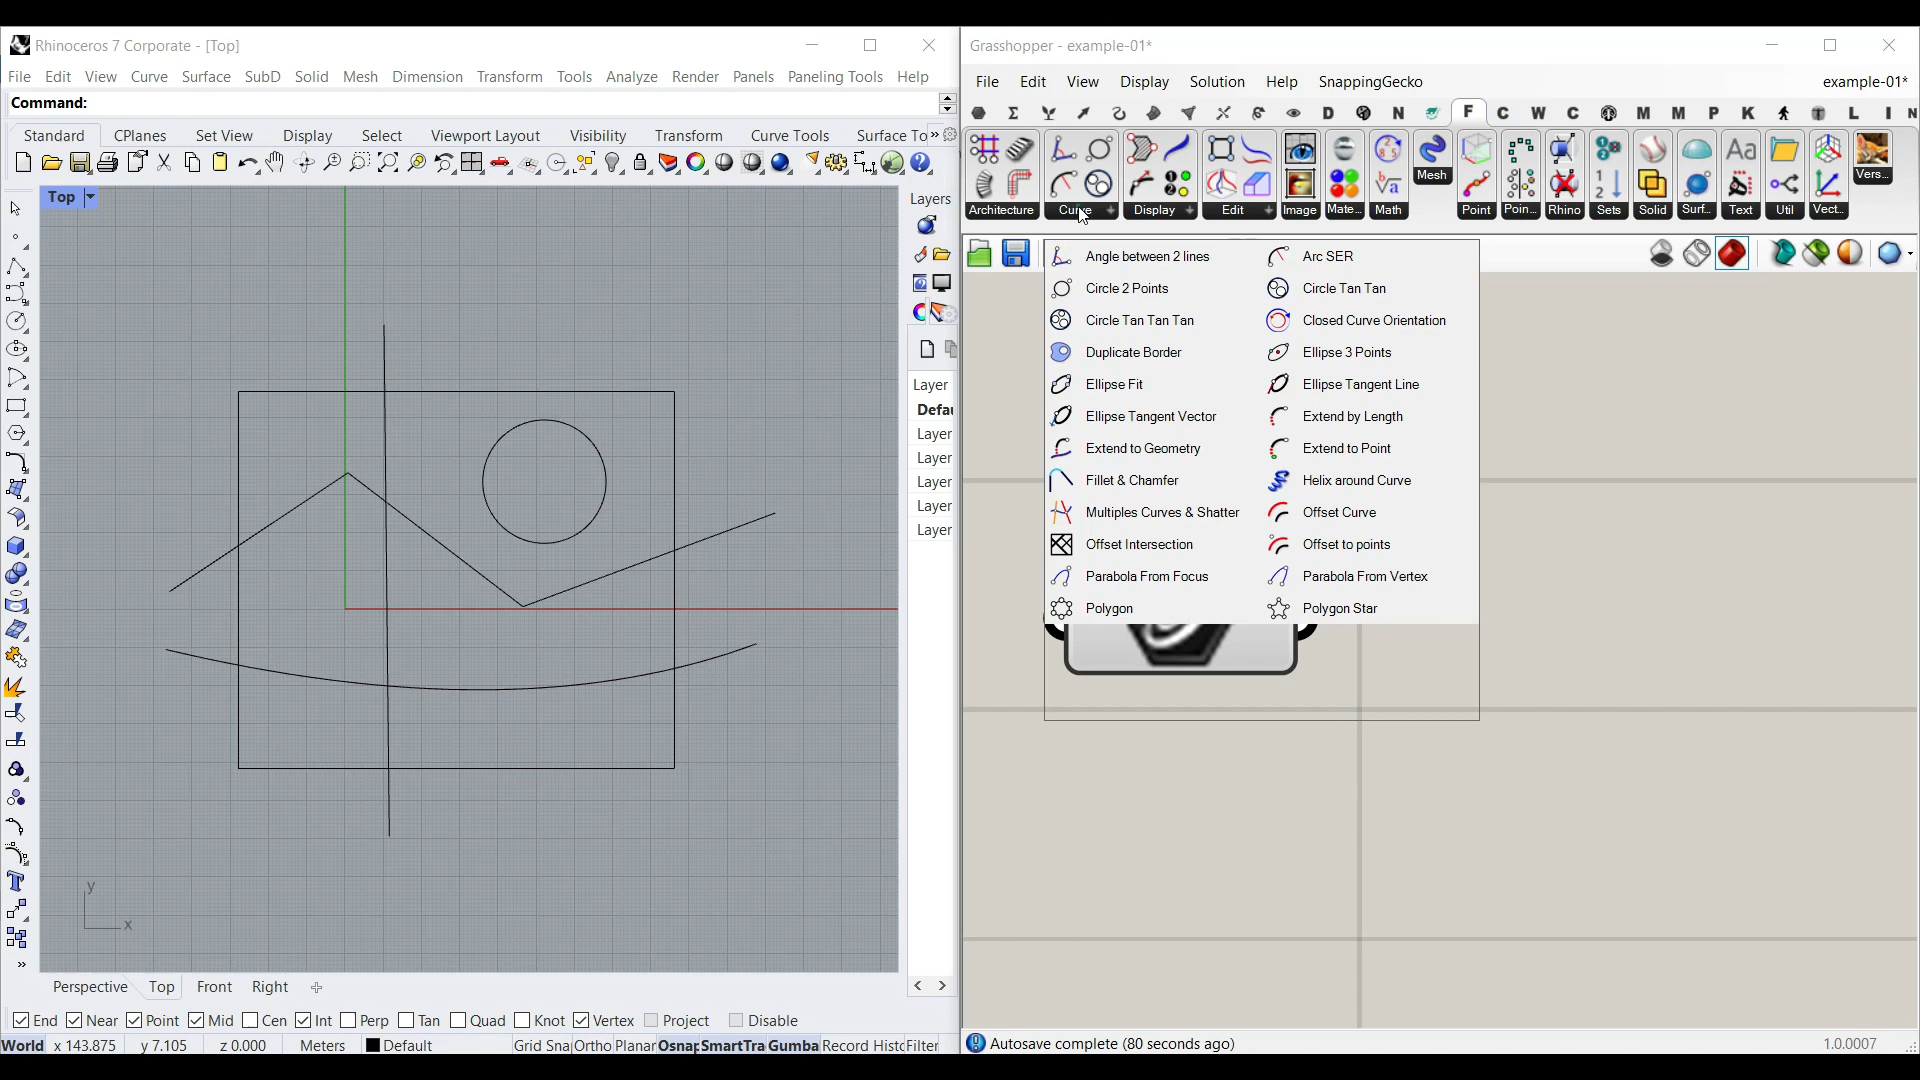 Rhinoceros 7 Corporate - [Top]
File Edit View Curve Surface SubD Solid Mesh Dimension Transform Tools Analyze Render Panels Paneling Tools Help
Command:
Standard CPlanes Set View Display Select Viewport Layout Visibility Transform Curve Tools Surface To »
Top
Layers
Layer
Defau
Layer
Layer
Layer
Layer
Layer
y
x
Perspective Top Front Right
End Near Point Mid Cen Int Perp Tan Quad Knot Vertex Project Disable
World x 143.875 y 7.105 z 0.000 Meters Default Grid Sna Ortho Planar Osnap SmartTra Gumba Record Histo Filter
Grasshopper - example-01*
File Edit View Display Solution Help SnappingGecko example-01*
D N F C W C M M P K L I N
Architecture Curve Display Edit Image Mate... Math Mesh Point Poin... Rhino Sets Solid Surf... Text Util Vect... Vers...
Angle between 2 lines Arc SER
Circle 2 Points Circle Tan Tan
Circle Tan Tan Tan Closed Curve Orientation
Duplicate Border Ellipse 3 Points
Ellipse Fit Ellipse Tangent Line
Ellipse Tangent Vector Extend by Length
Extend to Geometry Extend to Point
Fillet & Chamfer Helix around Curve
Multiples Curves & Shatter Offset Curve
Offset Intersection Offset to points
Parabola From Focus Parabola From Vertex
Polygon Polygon Star
Autosave complete (80 seconds ago) 1.0.0007